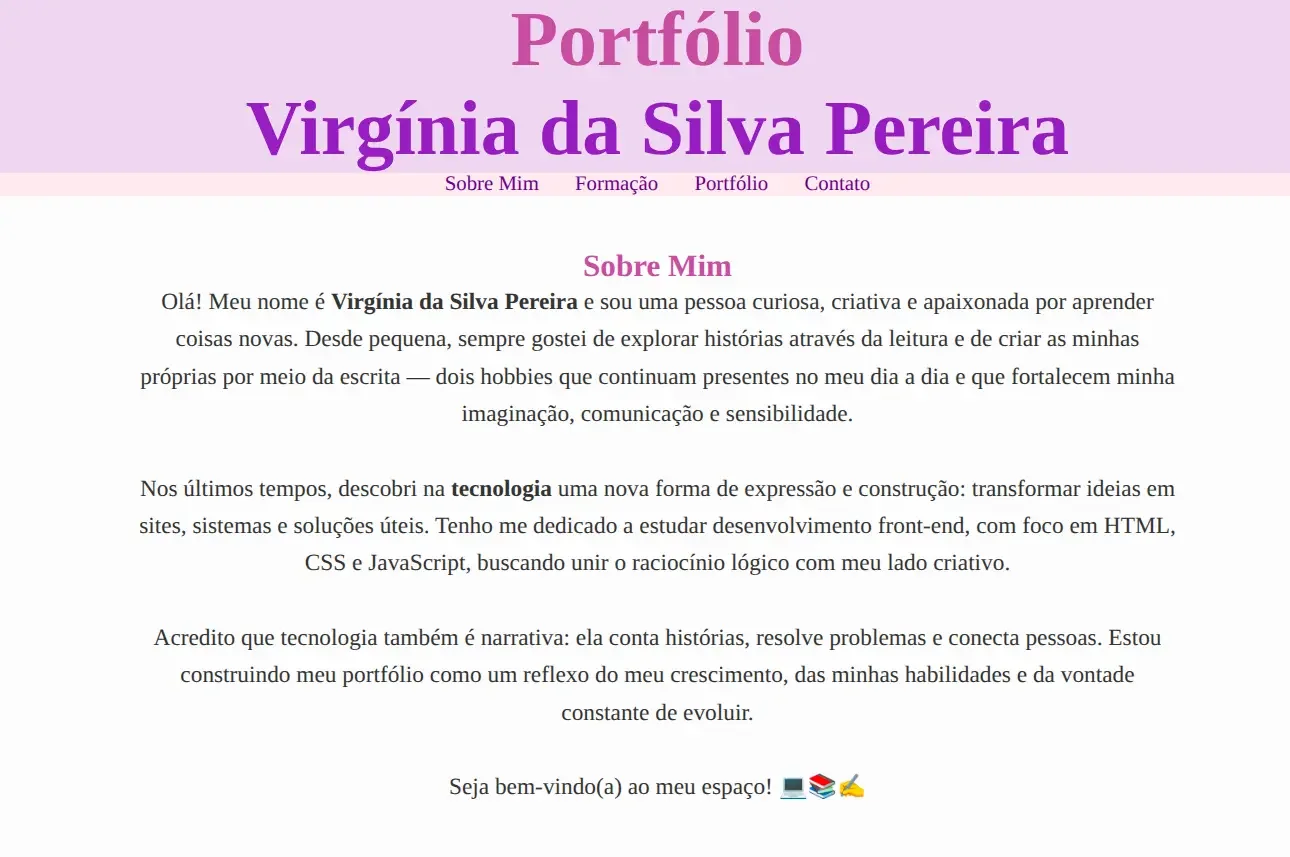 Portfólio
Virgínia da Silva Pereira
Sobre Mim Formação Portfólio Contato
Sobre Mim
Olá! Meu nome é Virgínia da Silva Pereira e sou uma pessoa curiosa, criativa e apaixonada por aprender
coisas novas. Desde pequena, sempre gostei de explorar histórias através da leitura e de criar as minhas
próprias por meio da escrita — dois hobbies que continuam presentes no meu dia a dia e que fortalecem minha
imaginação, comunicação e sensibilidade.
Nos últimos tempos, descobri na tecnologia uma nova forma de expressão e construção: transformar ideias em
sites, sistemas e soluções úteis. Tenho me dedicado a estudar desenvolvimento front-end, com foco em HTML,
CSS e JavaScript, buscando unir o raciocínio lógico com meu lado criativo.
Acredito que tecnologia também é narrativa: ela conta histórias, resolve problemas e conecta pessoas. Estou
construindo meu portfólio como um reflexo do meu crescimento, das minhas habilidades e da vontade
constante de evoluir.
Seja bem-vindo(a) ao meu espaço! 💻📚✍️